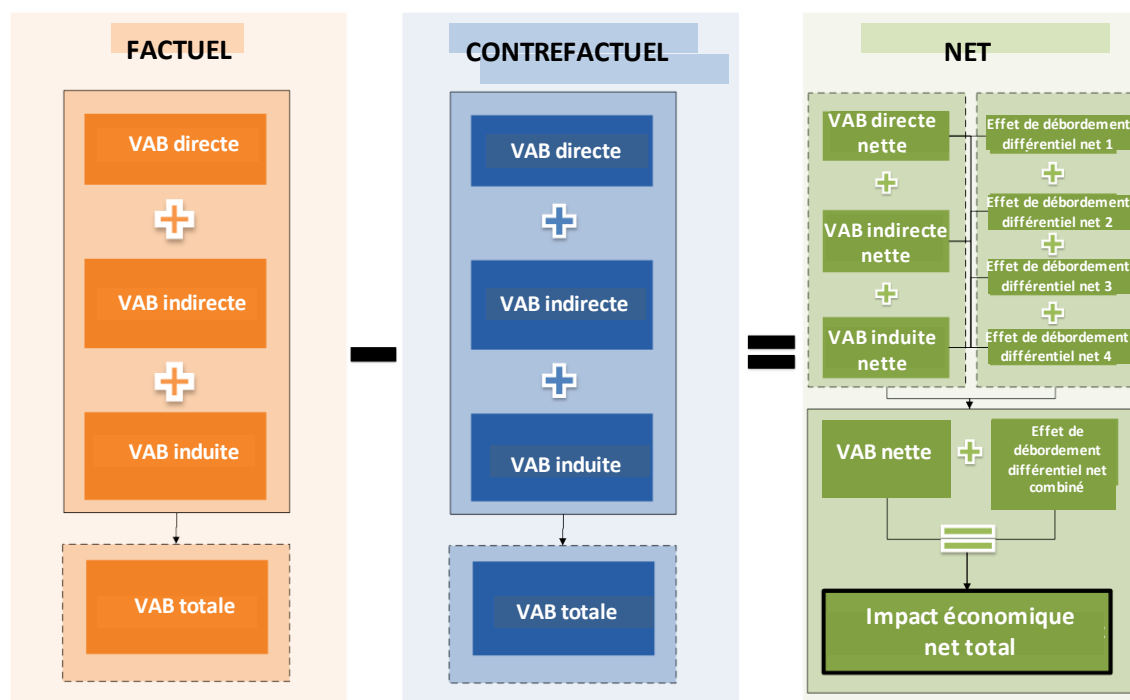 FACTUEL
VAB directe
VAB indirecte
VAB induite
VAB totale
CONTREFACTUEL
VAB directe
VAB indirecte
VAB induite
VAB totale
NET
VAB directe
nette
VAB indirecte
nette
VAB induite
nette
Effet de débordement
différentiel net 1
Effet de débordement
différentiel net 2
Effet de débordement
différentiel net 3
Effet de débordement
différentiel net 4
VAB nette
Effet de
débordement
différentiel net
combiné
Impact économique
net total